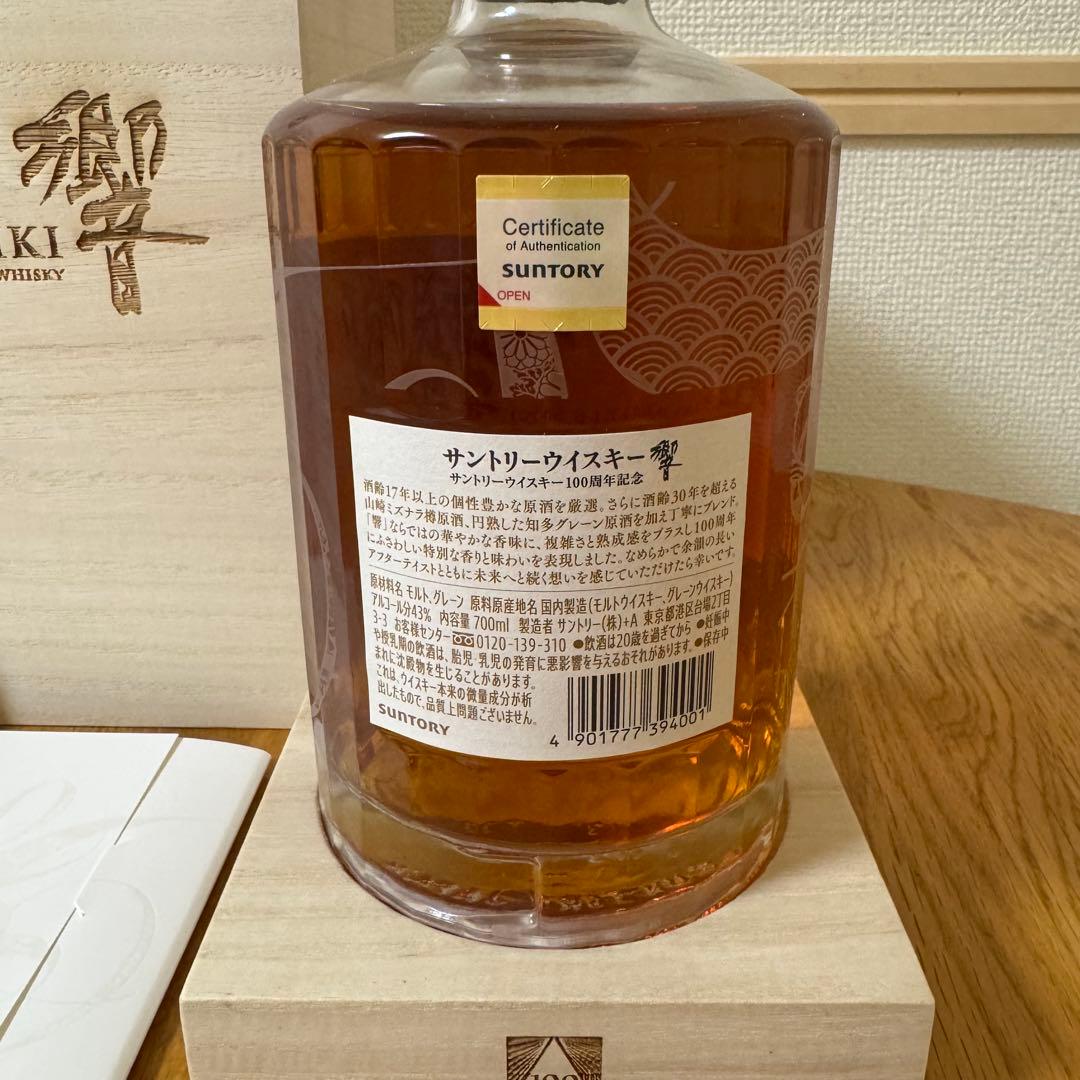 響
IKI
WHISKY
Certificate
of Authentication
SUNTORY
OPEN
サントリーウイスキー 響
サントリーウイスキー100周年記念
酒齢17年以上の個性豊かな原酒を厳選。さらに酒齢30年を超える
山崎ミズナラ樽原酒、円熟した知多グレーン原酒を加え丁寧にブレンド。
「響」ならではの華やかな香味に、複雑さと熟成感をプラスし100周年
にふさわしい特別な香りと味わいを表現しました。なめらかで余韻の長い
アフターテイストとともに未来へと続く想いを感じていただけたら幸いです。
原材料名 モルト、グレーン 原料原産地名 国内製造(モルトウイスキー、グレーンウイスキー)
アルコール分43% 内容量700ml 製造者 サントリー(株)+A 東京都港区台場2丁目
3-3 お客様センター 0120-139-310 ●飲酒は20歳を過ぎてから ●妊娠中
や授乳期の飲酒は、胎児・乳児の発育に悪影響を与えるおそれがあります。●保存中
まれに沈殿物を生じることがあります。
これは、ウイスキー本来の微量成分が析
出したもので、品質上問題ございません。
SUNTORY
4 901777 394001